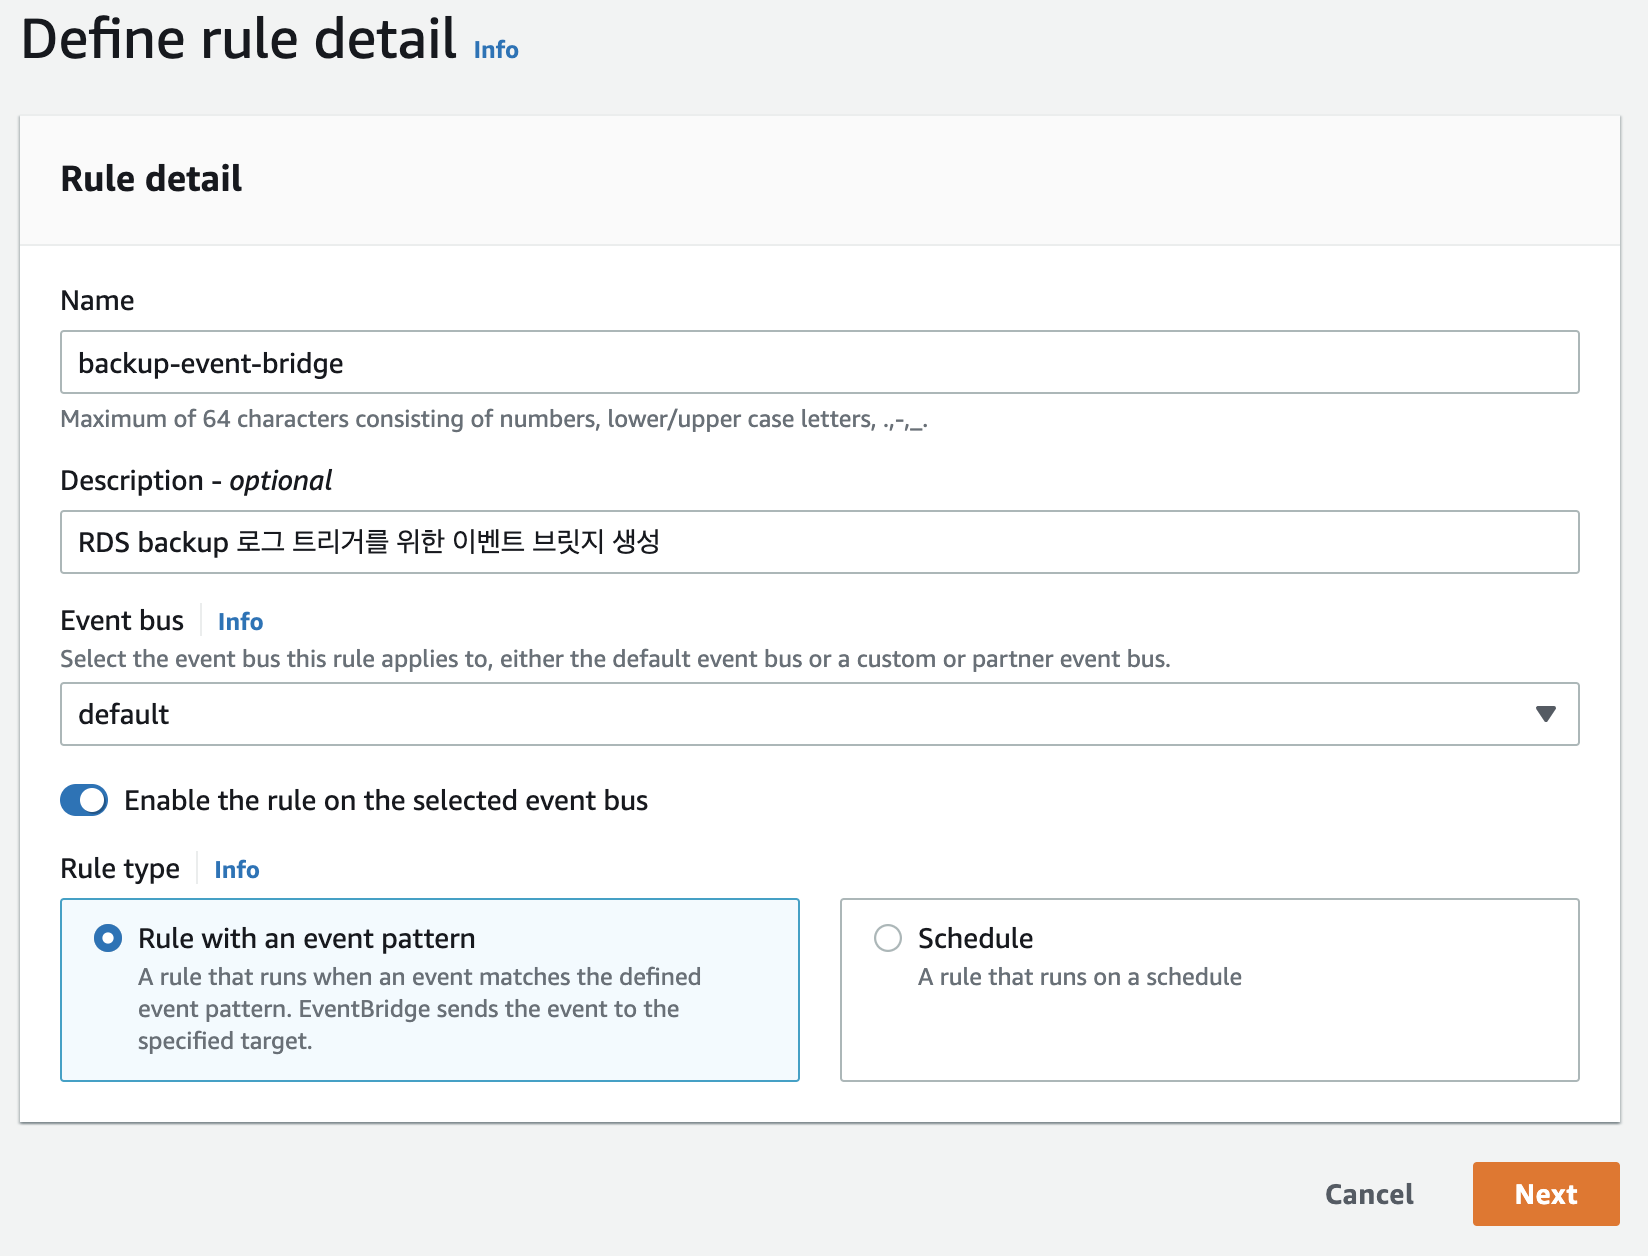 Define rule detail Info
Rule detail
Name
backup-event-bridge
Maximum of 64 characters consisting of numbers, lower/upper case letters, .,-,_.
Description - optional
RDS backup 로그 트리거를 위한 이벤트 브릿지 생성
Event bus Info
Select the event bus this rule applies to, either the default event bus or a custom or partner event bus.
default
Enable the rule on the selected event bus
Rule type Info
Rule with an event pattern
A rule that runs when an event matches the defined
event pattern. EventBridge sends the event to the
specified target.
Schedule
A rule that runs on a schedule
Cancel Next